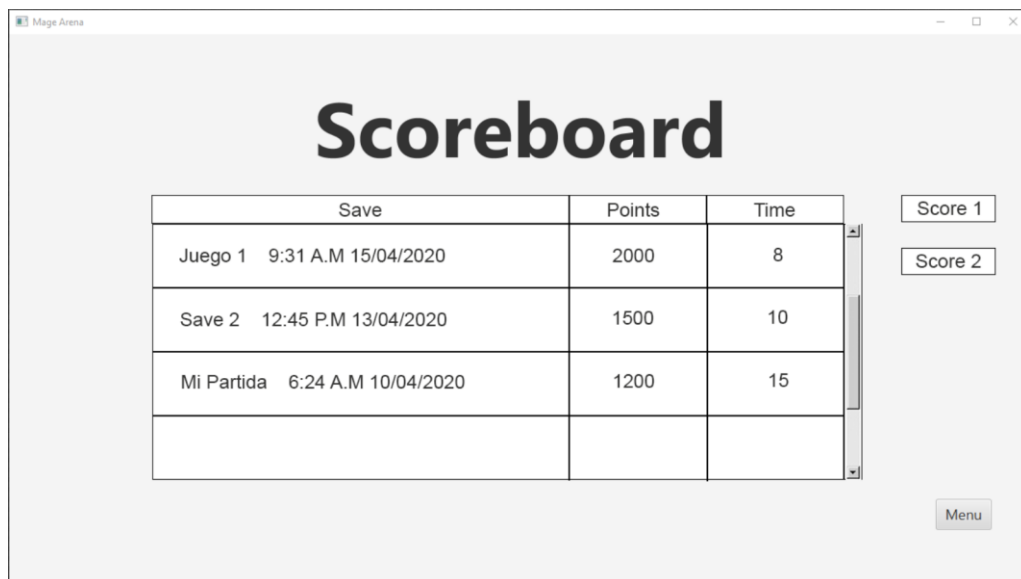 Mage Arena
Scoreboard
Save Points Time
Juego 1 9:31 A.M 15/04/2020 2000 8
Save 2 12:45 P.M 13/04/2020 1500 10
Mi Partida 6:24 A.M 10/04/2020 1200 15
Score 1
Score 2
Menu